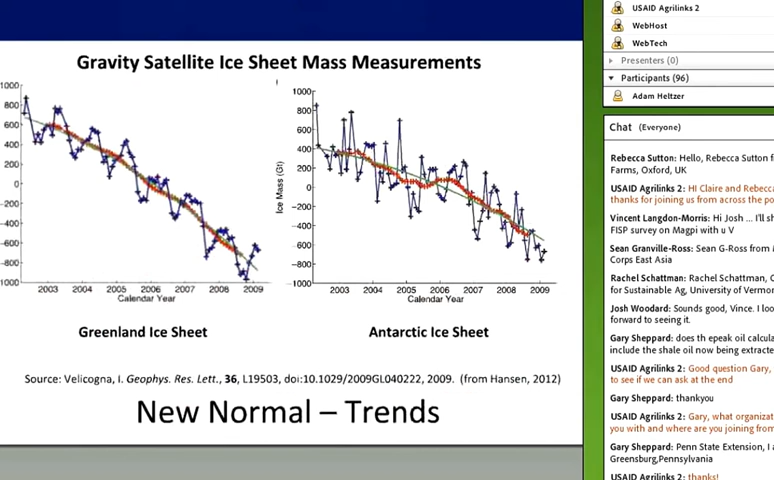 Gravity Satellite Ice Sheet Mass Measurements
1000
800
600
400
200
0
-200
-400
-600
-800
1000
2003 2004 2005 2006 2007 2008 2009
Calendar Year
Greenland Ice Sheet
Ice Mass (Gt)
1000
800
600
400
200
0
-200
-400
-600
-800
-1000
2003 2004 2005 2006 2007 2008 2009
Calendar Year
Antarctic Ice Sheet
Source: Velicogna, I. Geophys. Res. Lett., 36, L19503, doi:10.1029/2009GL040222, 2009. (from Hansen, 2012)
New Normal – Trends
USAID Agrilinks 2
WebHost
WebTech
Presenters (0)
Participants (96)
Adam Heltzer
Chat (Everyone)
Rebecca Sutton: Hello, Rebecca Sutton
Farms, Oxford, UK
USAID Agrilinks 2: HI Claire and
thanks for joining us from across the
Vincent Langdon-Morris: Hi Josh ... I'll
FISP survey on Magpi with u V
Sean Granville-Ross: Sean G-Ross from
Corps East Asia
Rachel Schattman: Rachel Schattman,
for Sustainable Ag, University of
Josh Woodard: Sounds good, Vince. I
forward to seeing it.
Gary Sheppard: does th epeak oil
include the shale oil now being
USAID Agrilinks 2: Good question Gary,
to see if we can ask at the end
Gary Sheppard: thankyou
USAID Agrilinks 2: Gary, what
you with and where are you joining
Gary Sheppard: Penn State Extension, I
Greensburg,Pennsylvania
USAID Agrilinks 2: thanks!